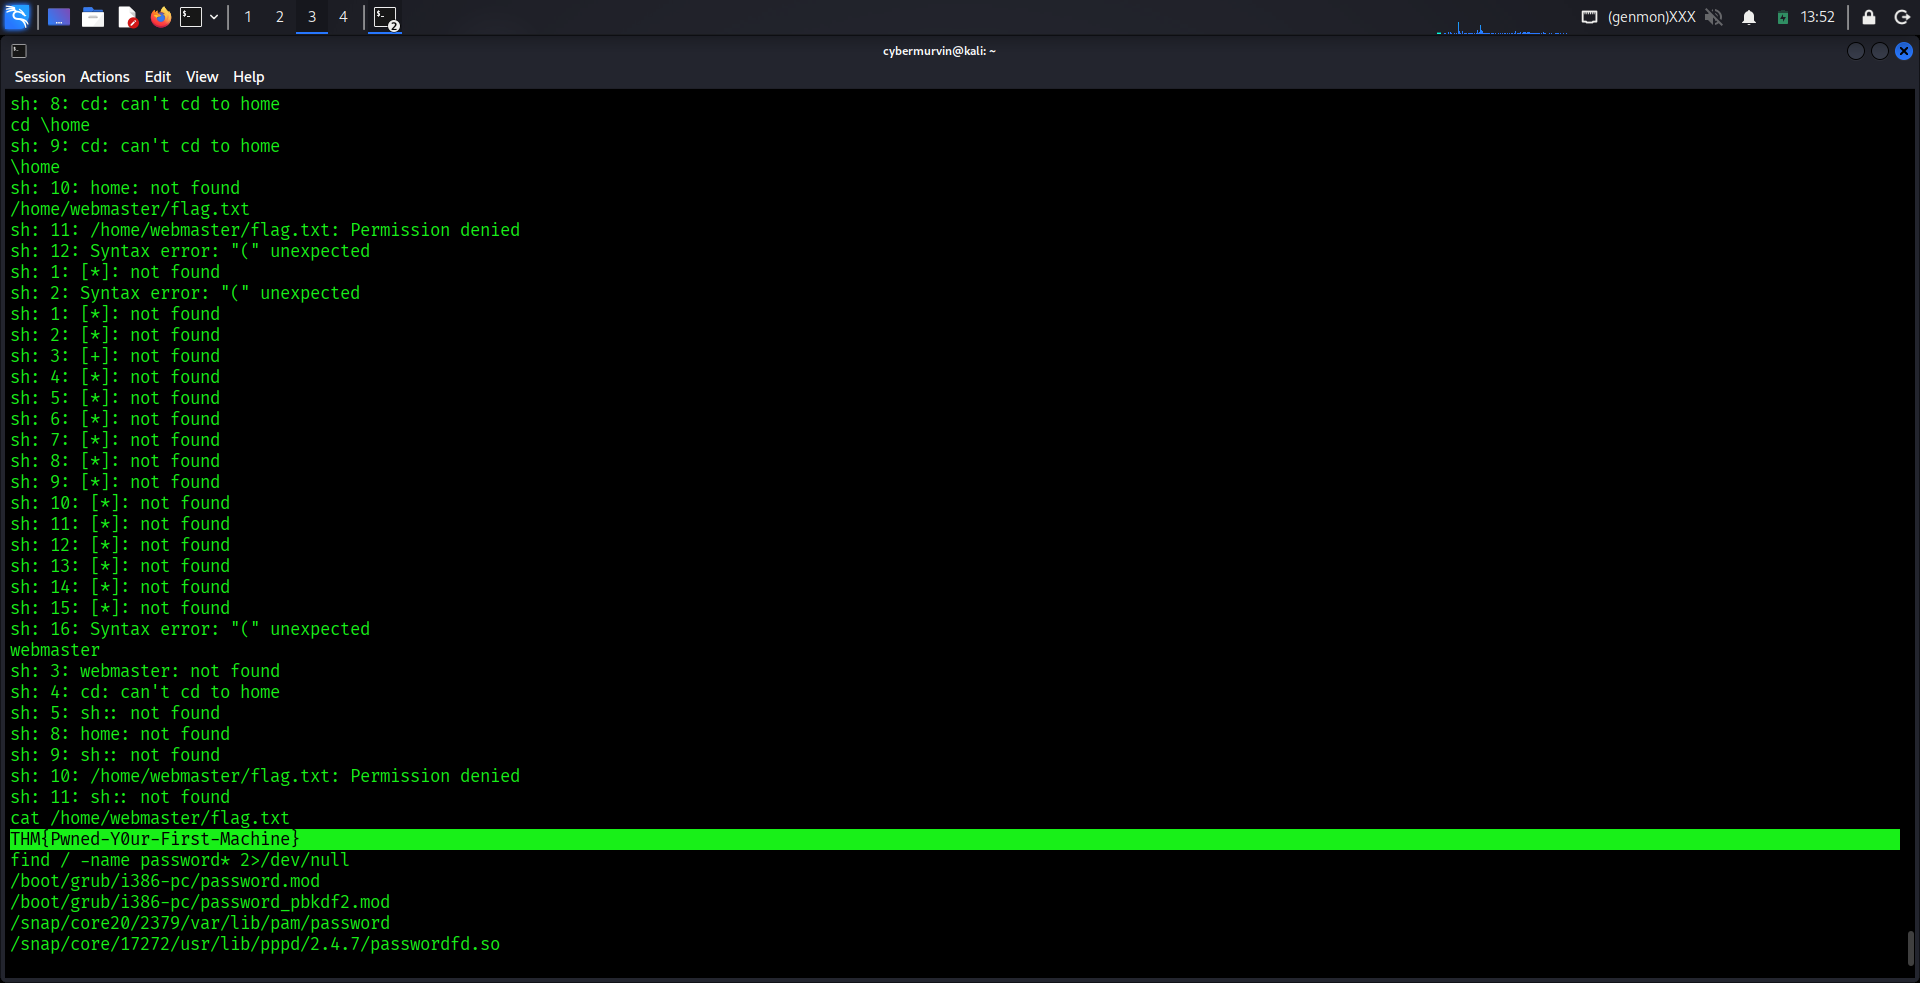 1 2 3 4 2 (genmon)XXX 13:52
cybermurvin@kali: ~
Session Actions Edit View Help
sh: 8: cd: can't cd to home
cd \home
sh: 9: cd: can't cd to home
\home
sh: 10: home: not found
/home/webmaster/flag.txt
sh: 11: /home/webmaster/flag.txt: Permission denied
sh: 12: Syntax error: "(" unexpected
sh: 1: [*]: not found
sh: 2: Syntax error: "(" unexpected
sh: 1: [*]: not found
sh: 2: [*]: not found
sh: 3: [+]: not found
sh: 4: [*]: not found
sh: 5: [*]: not found
sh: 6: [*]: not found
sh: 7: [*]: not found
sh: 8: [*]: not found
sh: 9: [*]: not found
sh: 10: [*]: not found
sh: 11: [*]: not found
sh: 12: [*]: not found
sh: 13: [*]: not found
sh: 14: [*]: not found
sh: 15: [*]: not found
sh: 16: Syntax error: "(" unexpected
webmaster
sh: 3: webmaster: not found
sh: 4: cd: can't cd to home
sh: 5: sh:: not found
sh: 8: home: not found
sh: 9: sh:: not found
sh: 10: /home/webmaster/flag.txt: Permission denied
sh: 11: sh:: not found
cat /home/webmaster/flag.txt
THM{Pwned-Y0ur-First-Machine}
find / -name password* 2>/dev/null
/boot/grub/i386-pc/password.mod
/boot/grub/i386-pc/password_pbkdf2.mod
/snap/core20/2379/var/lib/pam/password
/snap/core/17272/usr/lib/pppd/2.4.7/passwordfd.so